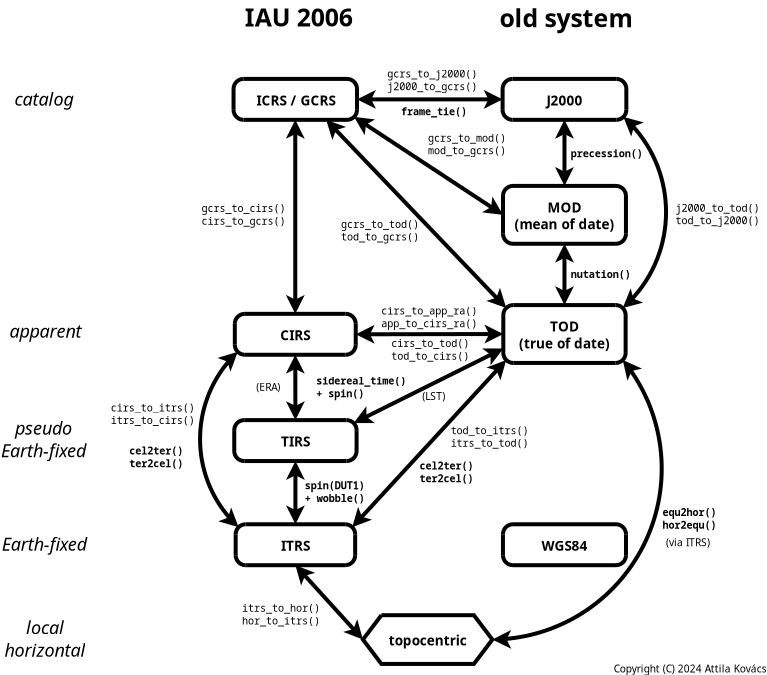 IAU 2006
old system
catalog
ICRS / GCRS
gcrs_to_j2000()
j2000_to_gcrs()
frame_tie()
J2000
gcrs_to_mod()
mod_to_gcrs()
precession()
MOD
(mean of date)
gcrs_to_cirs()
cirs_to_gcrs()
gcrs_to_tod()
tod_to_gcrs()
j2000_to_tod()
tod_to_j2000()
nutation()
apparent
CIRS
cirs_to_app_ra()
app_to_cirs_ra()
cirs_to_tod()
tod_to_cirs()
TOD
(true of date)
(ERA)
sidereal_time()
+ spin()
(LST)
cirs_to_itrs()
itrs_to_cirs()
cel2ter()
ter2cel()
pseudo
Earth-fixed
TIRS
tod_to_itrs()
itrs_to_tod()
cel2ter()
ter2cel()
spin(DUT1)
+ wobble()
equ2hor()
hor2equ()
(via ITRS)
Earth-fixed
ITRS
WGS84
itrs_to_hor()
hor_to_itrs()
local
horizontal
topocentric
Copyright (C) 2024 Attila Kovács